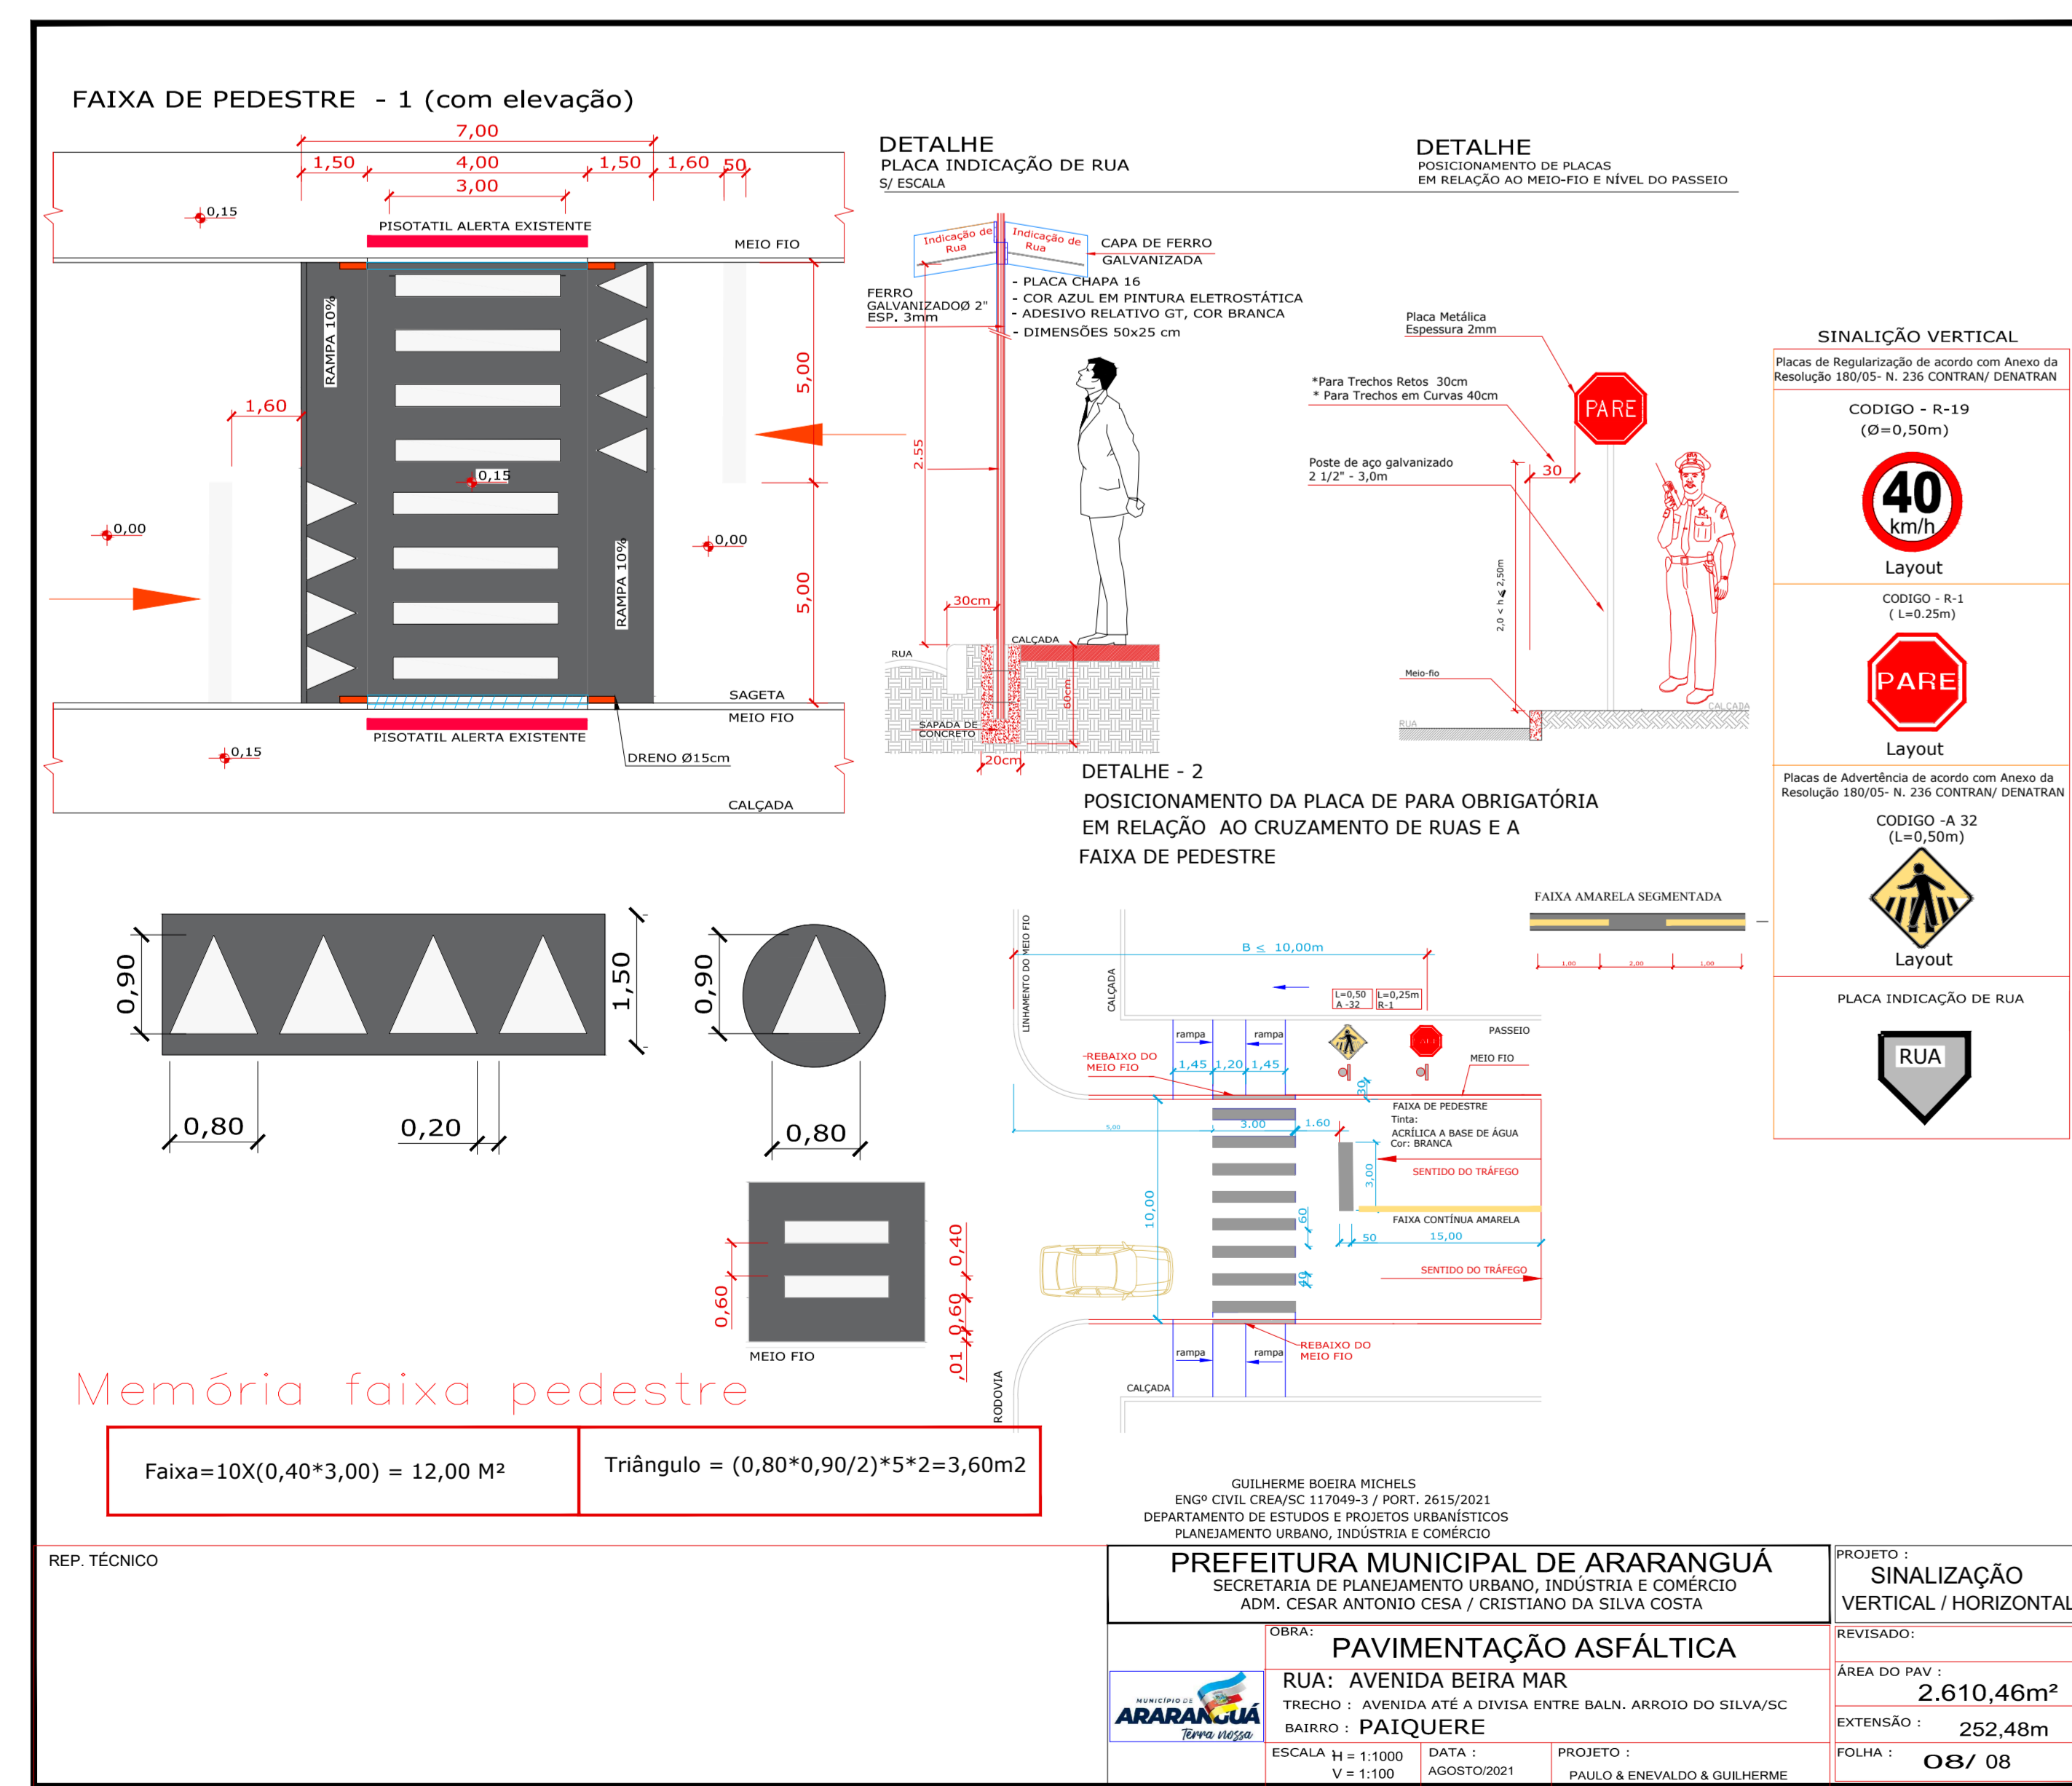 FAIXA DE PEDESTRE - 1 (com elevação)
7,00
1,50
4,00
1,50
1,60
50
3,00
0,15
PISOTATIL ALERTA EXISTENTE
MEIO FIO
RAMPA 10%
1,60
5,00
0,15
0,00
0,00
RAMPA 10%
5,00
SAGETA
MEIO FIO
PISOTATIL ALERTA EXISTENTE
0,15
DRENO Ø15cm
CALÇADA
DETALHE
PLACA INDICAÇÃO DE RUA
S/ ESCALA
Indicação de
Rua
Indicação de
Rua
CAPA DE FERRO
GALVANIZADA
FERRO
GALVANIZADOØ 2"
ESP. 3mm
- PLACA CHAPA 16
- COR AZUL EM PINTURA ELETROSTÁTICA
- ADESIVO RELATIVO GT, COR BRANCA
- DIMENSÕES 50x25 cm
2.55
30cm
CALÇADA
RUA
60cm
SAPADA DE
CONCRETO
20cm
DETALHE
POSICIONAMENTO DE PLACAS
EM RELAÇÃO AO MEIO-FIO E NÍVEL DO PASSEIO
Placa Metálica
Espessura 2mm
*Para Trechos Retos 30cm
* Para Trechos em Curvas 40cm
PARE
Poste de aço galvanizado
2 1/2" - 3,0m
30
2,0 < h ≤ 2,50m
Meio-fio
RUA
CALÇADA
SINALIÇÃO VERTICAL
Placas de Regularização de acordo com Anexo da
Resolução 180/05- N. 236 CONTRAN/ DENATRAN
CODIGO - R-19
(Ø=0,50m)
40
km/h
Layout
CODIGO - R-1
( L=0.25m)
PARE
Layout
Placas de Advertência de acordo com Anexo da
Resolução 180/05- N. 236 CONTRAN/ DENATRAN
CODIGO -A 32
(L=0,50m)
Layout
PLACA INDICAÇÃO DE RUA
RUA
DETALHE - 2
POSICIONAMENTO DA PLACA DE PARA OBRIGATÓRIA
EM RELAÇÃO AO CRUZAMENTO DE RUAS E A
FAIXA DE PEDESTRE
FAIXA AMARELA SEGMENTADA
1,00
2,00
1,00
LINHAMENTO DO MEIO FIO
CALÇADA
B ≤ 10,00m
L=0,50
A -32
L=0,25m
R-1
rampa
rampa
PASSEIO
-REBAIXO DO
MEIO FIO
1,45
1,20
1,45
MEIO FIO
30
FAIXA DE PEDESTRE
Tinta:
ACRÍLICA A BASE DE ÁGUA
Cor: BRANCA
5,00
3.00
1.60
SENTIDO DO TRÁFEGO
3,00
10,00
60
FAIXA CONTÍNUA AMARELA
50
15,00
40
SENTIDO DO TRÁFEGO
REBAIXO DO
MEIO FIO
rampa
rampa
CALÇADA
RODOVIA
0,90
1,50
0,80
0,20
0,90
0,80
0,60
0,40
0,60
,01
MEIO FIO
Memória faixa pedestre
Faixa=10X(0,40*3,00) = 12,00 M²
Triângulo = (0,80*0,90/2)*5*2=3,60m2
GUILHERME BOEIRA MICHELS
ENGº CIVIL CREA/SC 117049-3 / PORT. 2615/2021
DEPARTAMENTO DE ESTUDOS E PROJETOS URBANÍSTICOS
PLANEJAMENTO URBANO, INDÚSTRIA E COMÉRCIO
REP. TÉCNICO
PREFEITURA MUNICIPAL DE ARARANGUÁ
SECRETARIA DE PLANEJAMENTO URBANO, INDÚSTRIA E COMÉRCIO
ADM. CESAR ANTONIO CESA / CRISTIANO DA SILVA COSTA
PROJETO :
SINALIZAÇÃO
VERTICAL / HORIZONTAL
MUNICÍPIO DE
ARARANGUÁ
Terra nossa
OBRA:
PAVIMENTAÇÃO ASFÁLTICA
RUA: AVENIDA BEIRA MAR
TRECHO : AVENIDA ATÉ A DIVISA ENTRE BALN. ARROIO DO SILVA/SC
BAIRRO : PAIQUERE
ESCALA :
H = 1:1000
V = 1:100
DATA :
AGOSTO/2021
PROJETO :
PAULO & ENEVALDO & GUILHERME
REVISADO:
ÁREA DO PAV :
2.610,46m²
EXTENSÃO :
252,48m
FOLHA :
08/ 08